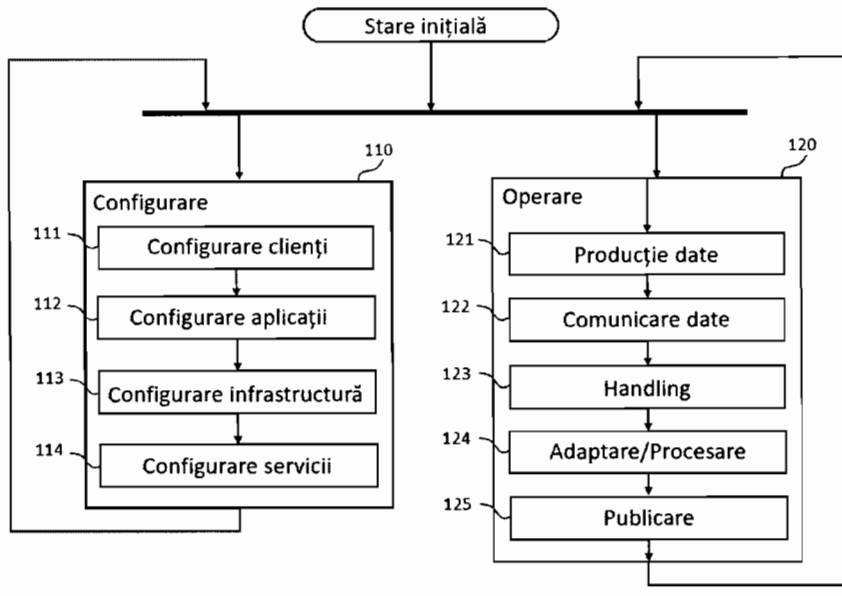 Stare inițială
110
Configurare
111
Configurare clienți
112
Configurare aplicații
113
Configurare infrastructură
114
Configurare servicii
120
Operare
121
Producție date
122
Comunicare date
123
Handling
124
Adaptare/Procesare
125
Publicare